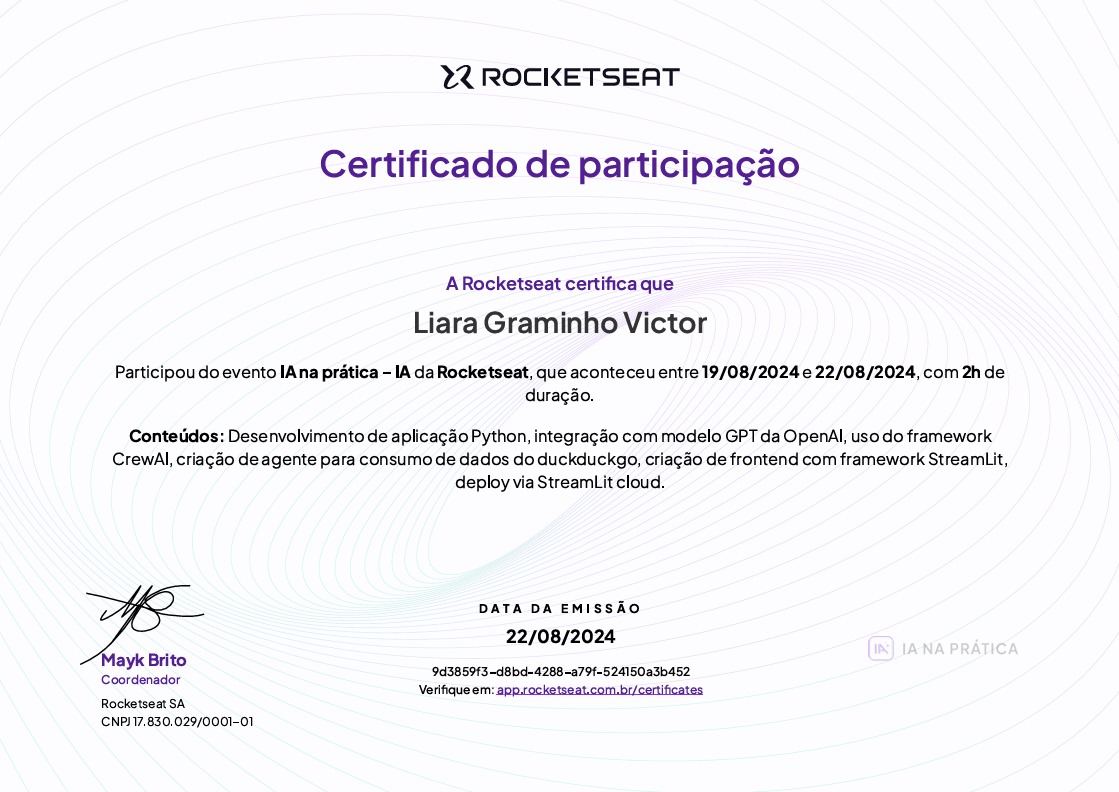 ROCKETSEAT
Certificado de participação
A Rocketseat certifica que
Liara Graminho Victor
Participou do evento IA na prática - IA da Rocketseat, que aconteceu entre 19/08/2024 e 22/08/2024, com 2h de
duração.
Conteúdos: Desenvolvimento de aplicação Python, integração com modelo GPT da OpenAI, uso do framework
CrewAI, criação de agente para consumo de dados do duckduckgo, criação de frontend com framework StreamLit,
deploy via StreamLit cloud.
Mayk Brito
Coordenador
Rocketseat SA
CNPJ 17.830.029/0001-01
DATA DA EMISSÃO
22/08/2024
9d3859f3-d8bd-4288-a79f-524150a3b452
Verifique em: app.rocketseat.com.br/certificates
IA IA NA PRÁTICA